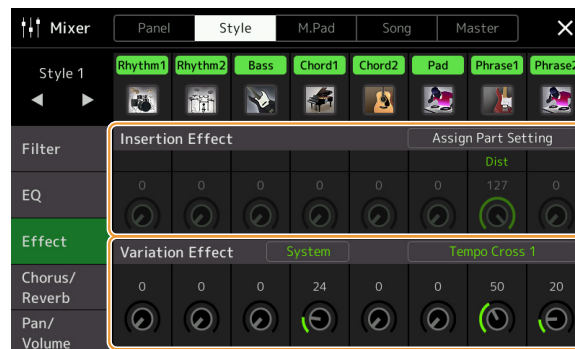 Mixer Panel Style M.Pad Song Master ×
Style 1
Rhythm1 Rhythm2 Bass Chord1 Chord2 Pad Phrase1 Phrase2
Filter
EQ
Effect
Chorus/
Reverb
Pan/
Volume
Insertion Effect Assign Part Setting
Dist
0 0 0 0 0 0 127 0
Variation Effect System Tempo Cross 1
0 0 0 24 0 0 50 20